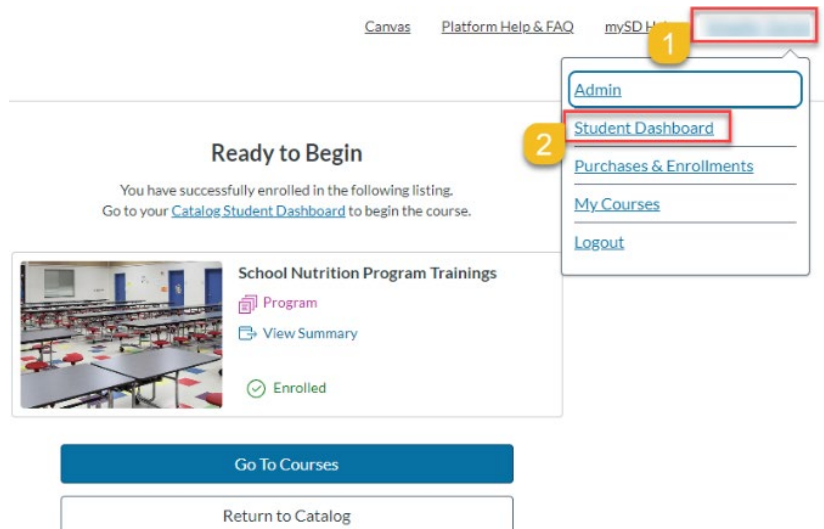 Canvas
Platform Help & FAQ
mySD
1
Admin
2
Student Dashboard
Purchases & Enrollments
My Courses
Logout
Ready to Begin
You have successfully enrolled in the following listing.
Go to your Catalog Student Dashboard to begin the course.
School Nutrition Program Trainings
Program
View Summary
Enrolled
Go To Courses
Return to Catalog